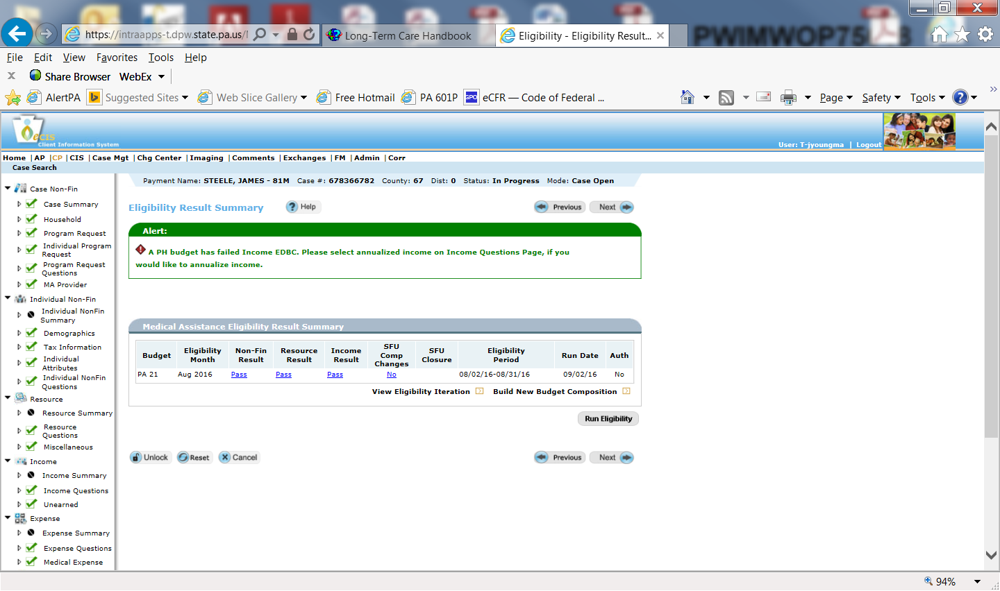 PWIMWOP75
https://intraapps-t.dpw.state.pa.us/
Long-Term Care Handbook
Eligibility - Eligibility Result...
File Edit View Favorites Tools Help
x Share Browser WebEx
AlertPA Suggested Sites Web Slice Gallery Free Hotmail PA 601P GPO eCFR — Code of Federal ... Page Safety Tools
eCIS
Client Information System
User: T-jyoungma | Logout
Home | AP | CP | CIS | Case Mgt | Chg Center | Imaging | Comments | Exchanges | FM | Admin | Corr
Case Search
Payment Name: STEELE, JAMES - 81M Case #: 678366782 County: 67 Dist: 0 Status: In Progress Mode: Case Open
Case Non-Fin
Case Summary
Household
Program Request
Individual Program
Request
Program Request
Questions
MA Provider
Individual Non-Fin
Individual NonFin
Summary
Demographics
Tax Information
Individual
Attributes
Individual NonFin
Questions
Resource
Resource Summary
Resource
Questions
Miscellaneous
Income
Income Summary
Income Questions
Unearned
Expense
Expense Summary
Expense Questions
Medical Expense
Eligibility Result Summary
Help
Previous Next
Alert:
A PH budget has failed Income EDBC. Please select annualized income on Income Questions Page, if you
would like to annualize income.
Medical Assistance Eligibility Result Summary
Budget Eligibility Month Non-Fin Result Resource Result Income Result SFU Comp Changes SFU Closure Eligibility Period Run Date Auth
PA 21 Aug 2016 Pass Pass Pass No 08/02/16-08/31/16 09/02/16 No
View Eligibility Iteration Build New Budget Composition
Run Eligibility
Unlock Reset Cancel Previous Next
94%